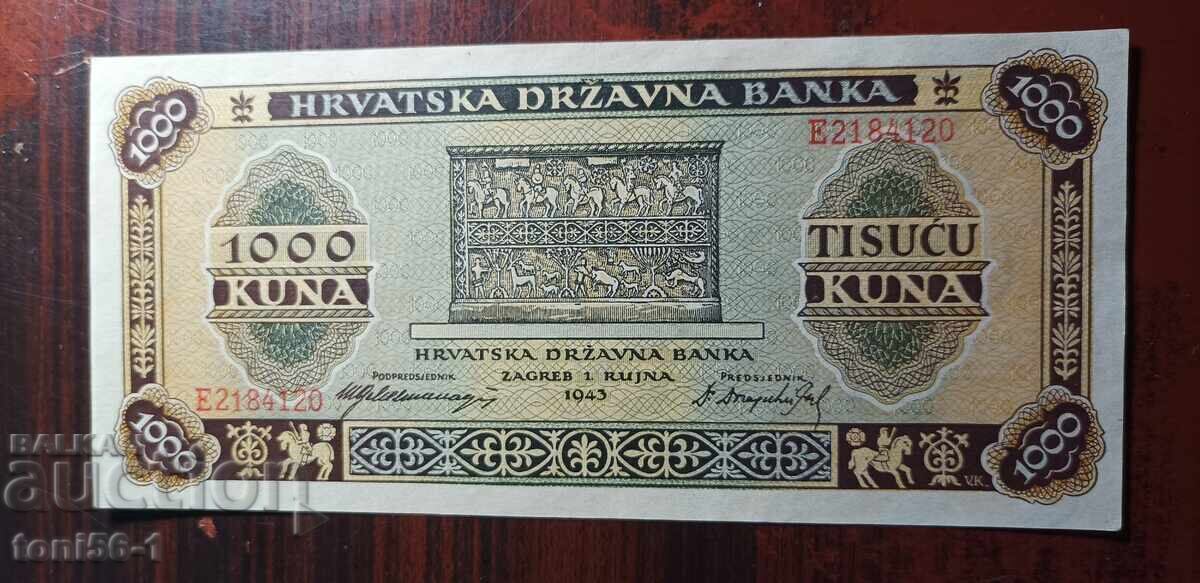 1000
HRVATSKA DRŽAVNA BANKA
1000
E2184120
1000
KUNA
TISUĆU
KUNA
HRVATSKA DRŽAVNA BANKA
PODPREDSJEDNIK
ZAGREB 1. RUJNA
PREDSJEDNIK
1943
E2184120
1000
1000
V.K.
BALKAN
auction
toni56-1